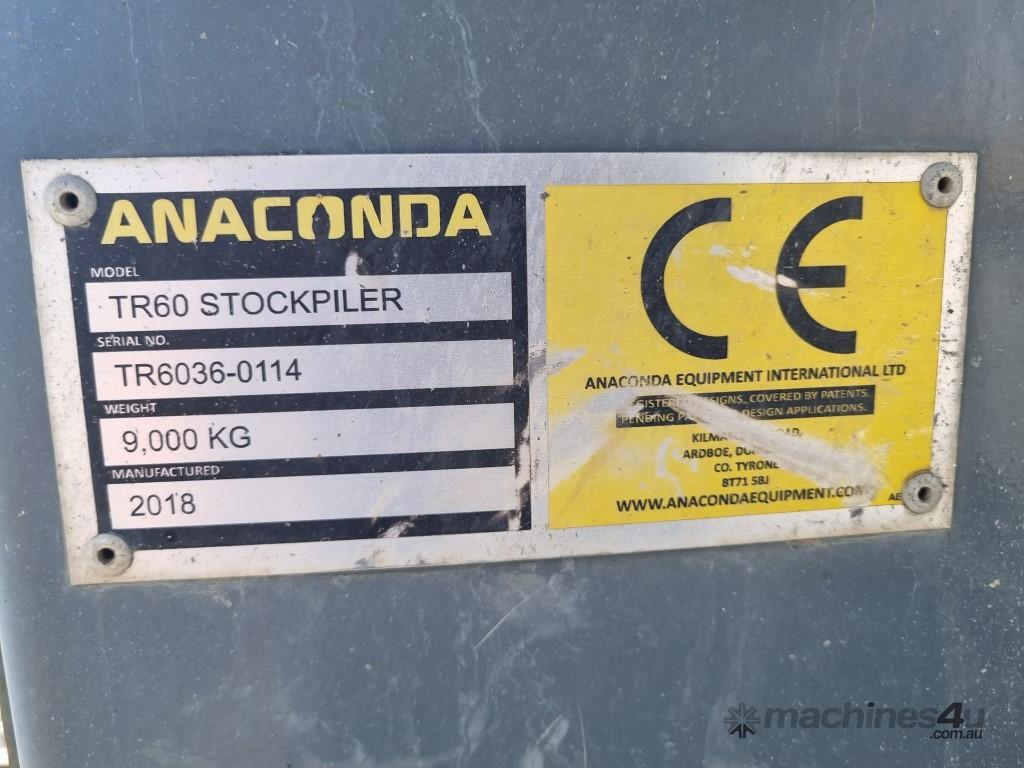 ANACONDA
MODEL
TR60 STOCKPILER
SERIAL NO.
TR6036-0114
WEIGHT
9,000 KG
MANUFACTURED
2018
CE
ANACONDA EQUIPMENT INTERNATIONAL LTD
DESIGNS, COVERED BY PATENTS.
PENDING DESIGN APPLICATIONS.
ARDBOE,
CO. TYRONE
BT71 5BJ
WWW.ANACONDAEQUIPMENT.COM
machines4u
.com.au